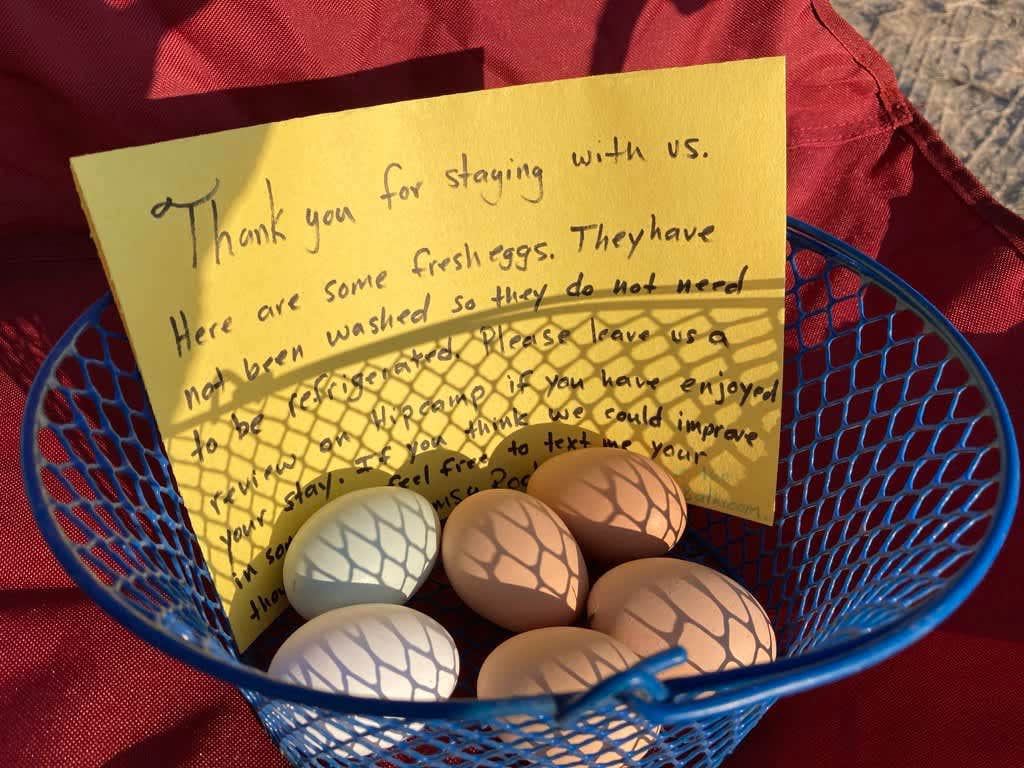 Thank you for staying with us.
Here are some fresh eggs. They have
not been washed so they do not need
to be refrigerated. Please leave us a
review on Hipcamp if you have enjoyed
your stay. If you think we could improve
in feel free to text me your